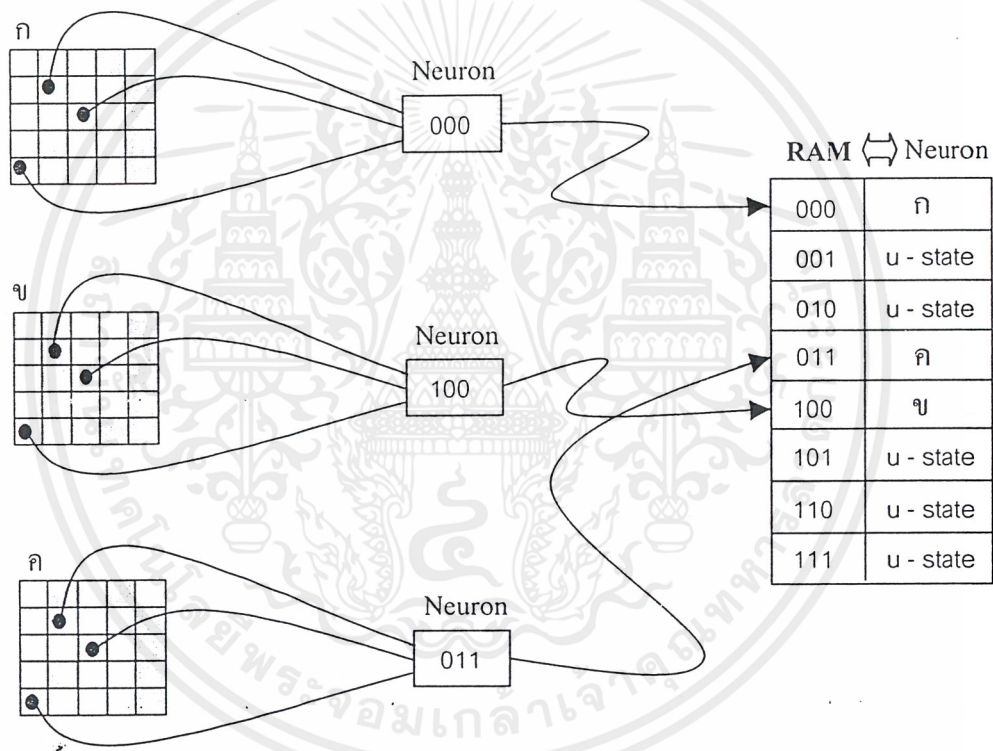 ก
Neuron
000
RAM ⇔ Neuron
000 ก
001 u - state
010 u - state
011 ค
100 ข
101 u - state
110 u - state
111 u - state
ข
Neuron
100
ค
Neuron
011